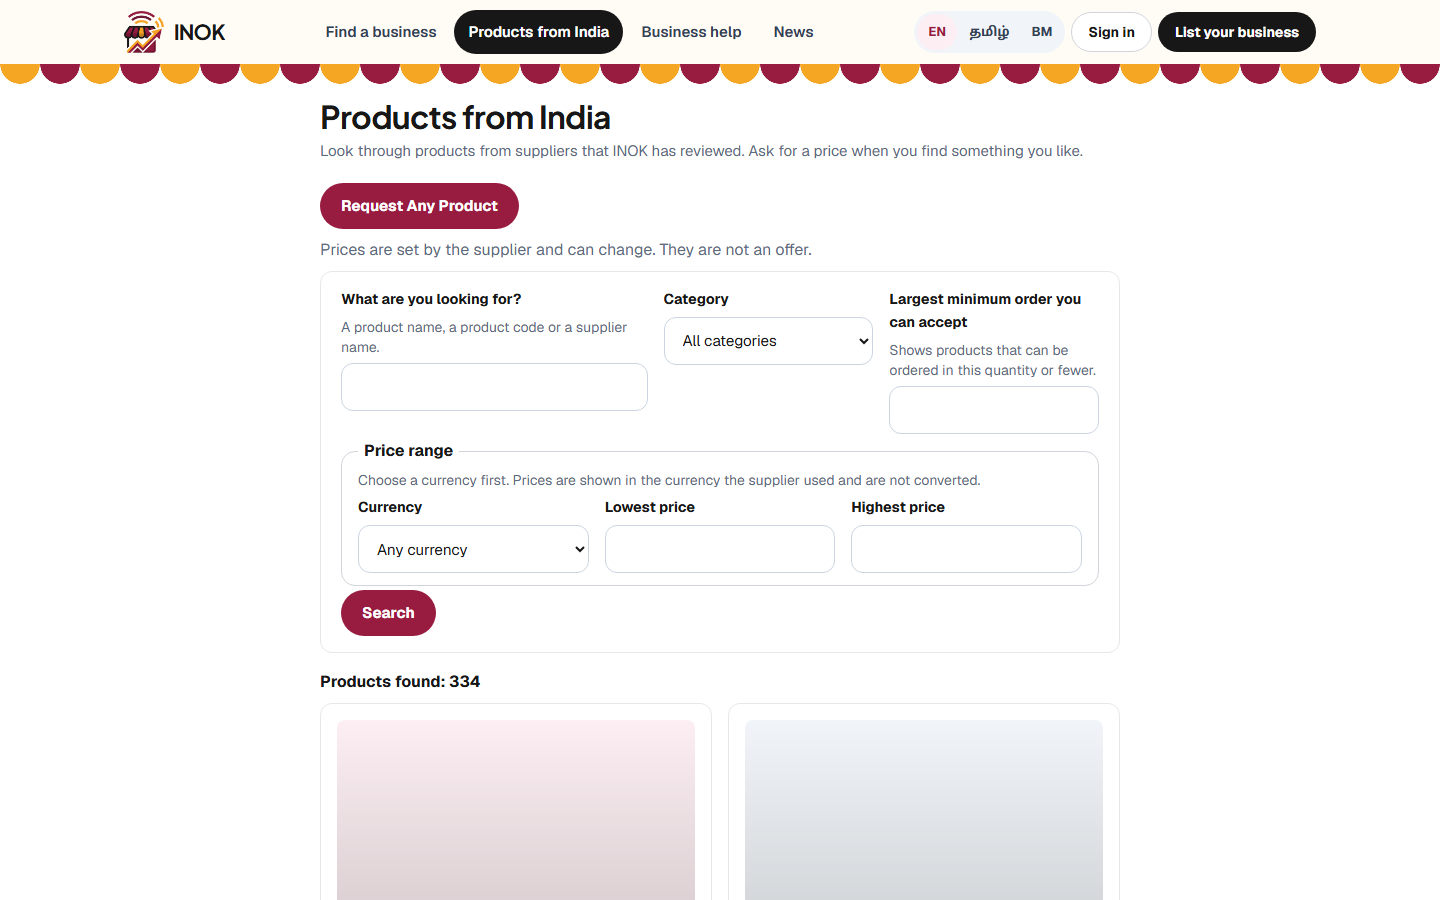 INOK
Find a business
Products from India
Business help
News
EN
தமிழ்
BM
Sign in
List your business
Products from India
Look through products from suppliers that INOK has reviewed. Ask for a price when you find something you like.
Request Any Product
Prices are set by the supplier and can change. They are not an offer.
What are you looking for?
A product name, a product code or a supplier
name.
Category
All categories
Largest minimum order you
can accept
Shows products that can be
ordered in this quantity or fewer.
Price range
Choose a currency first. Prices are shown in the currency the supplier used and are not converted.
Currency
Any currency
Lowest price
Highest price
Search
Products found: 334